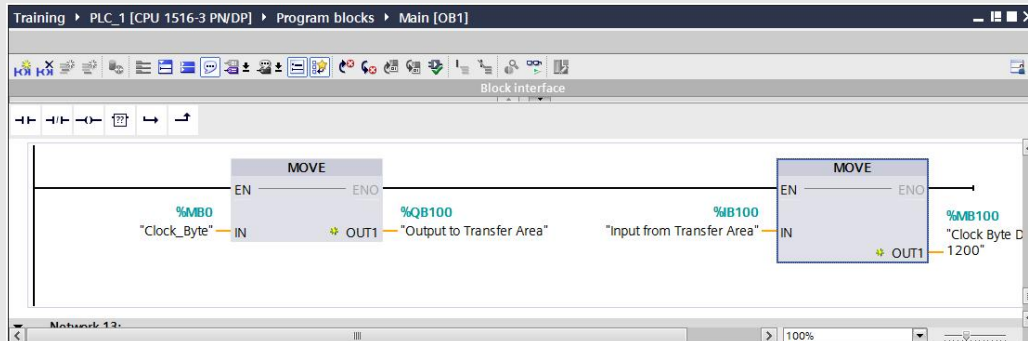 Training ▸ PLC_1 [CPU 1516-3 PN/DP] ▸ Program blocks ▸ Main [OB1]
Block interface
??
MOVE
MOVE
EN
ENO
EN
ENO
%MB0
%QB100
%IB100
%MB100
"Clock_Byte"
IN
OUT1
"Output to Transfer Area"
"Input from Transfer Area"
IN
"Clock Byte D
OUT1
1200"
Network 13:
100%